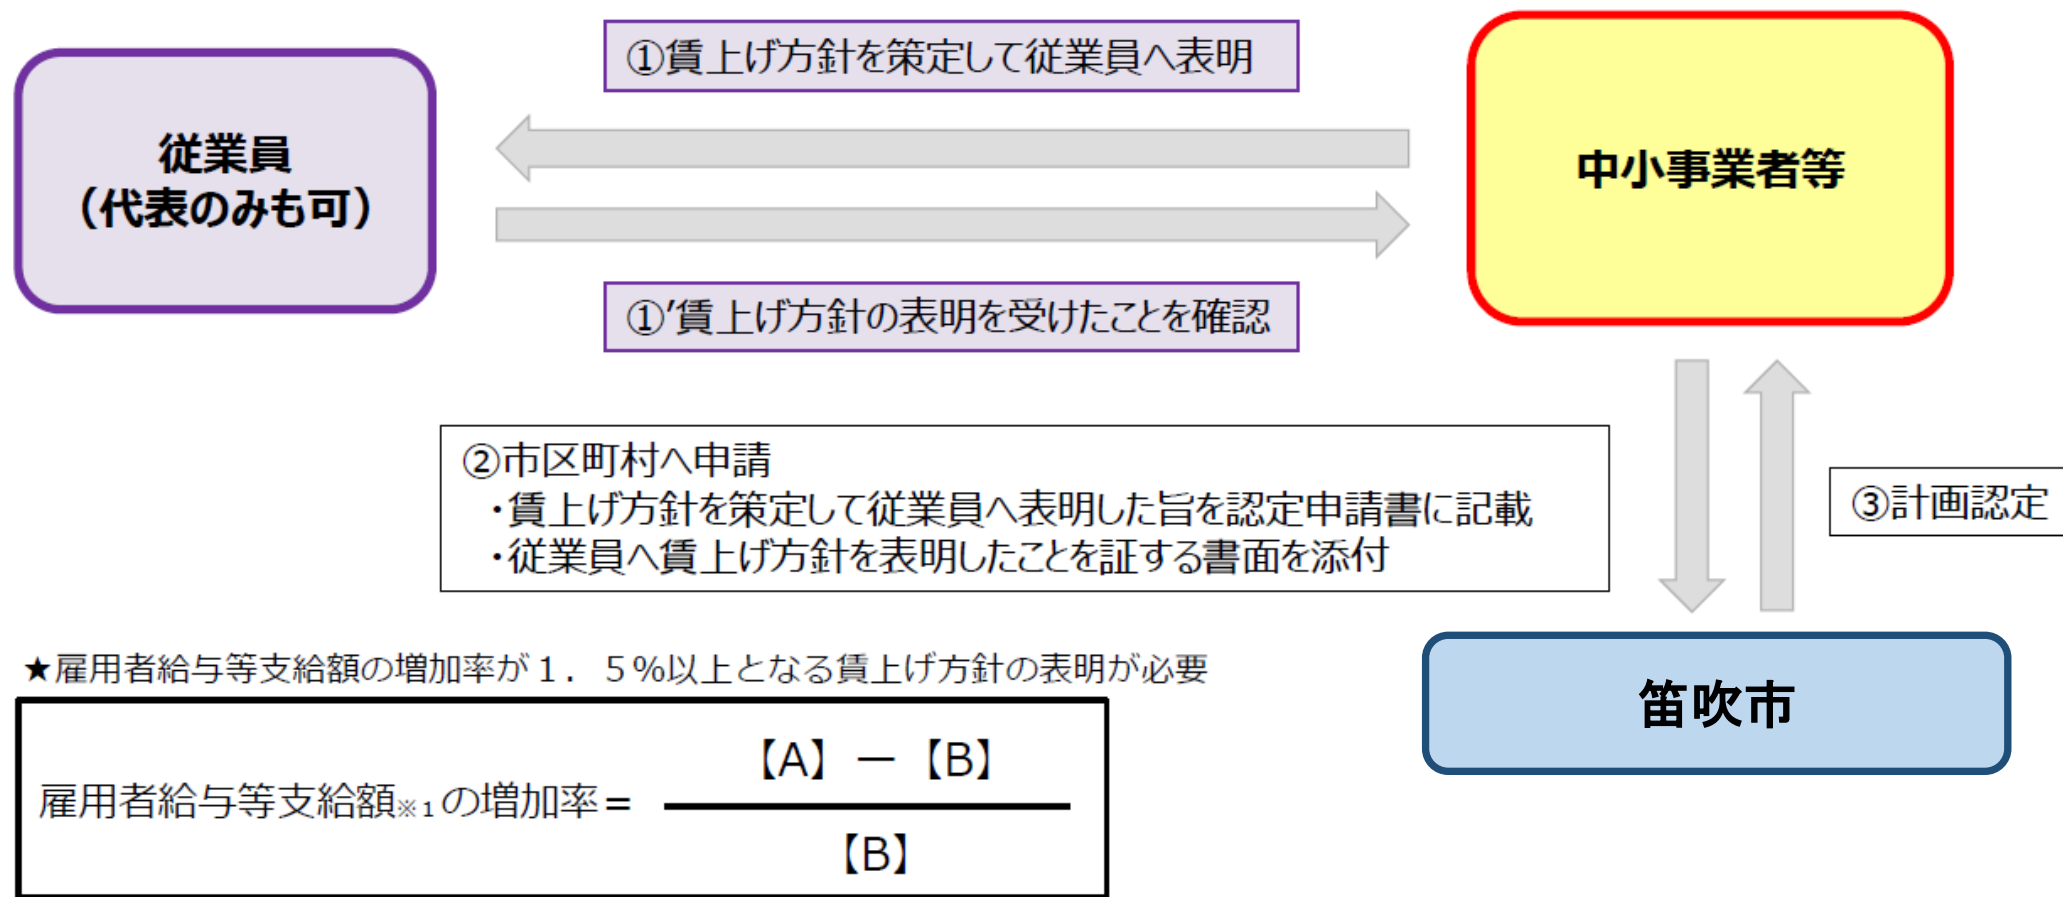 ①賃上げ方針を策定して従業員へ表明
従業員
（代表のみも可）
中小事業者等
①’賃上げ方針の表明を受けたことを確認
②市区町村へ申請
・賃上げ方針を策定して従業員へ表明した旨を認定申請書に記載
・従業員へ賃上げ方針を表明したことを証する書面を添付
③計画認定
★雇用者給与等支給額の増加率が１．５％以上となる賃上げ方針の表明が必要
笛吹市
【A】－【B】
雇用者給与等支給額※１の増加率＝
【B】